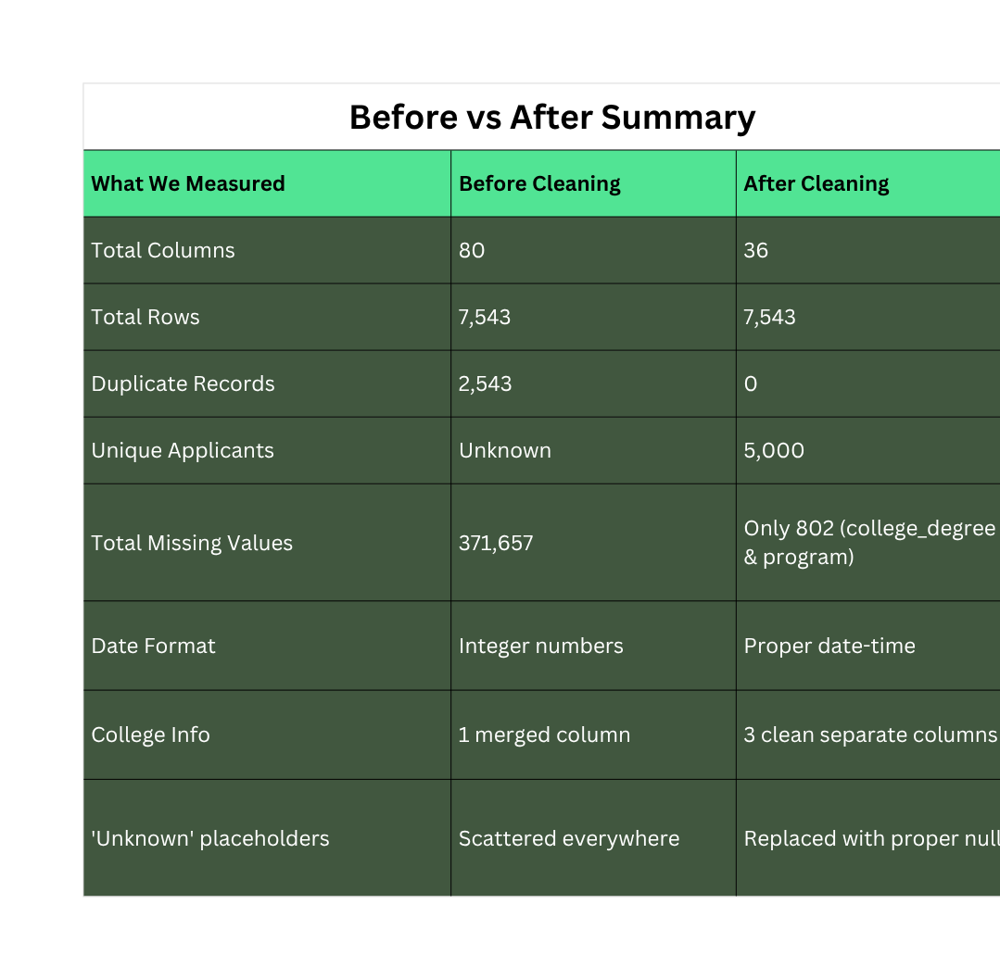 Before vs After Summary
What We Measured
Before Cleaning
After Cleaning
Total Columns
80
36
Total Rows
7,543
7,543
Duplicate Records
2,543
0
Unique Applicants
Unknown
5,000
Total Missing Values
371,657
Only 802 (college_degree
& program)
Date Format
Integer numbers
Proper date-time
College Info
1 merged column
3 clean separate columns
'Unknown' placeholders
Scattered everywhere
Replaced with proper null